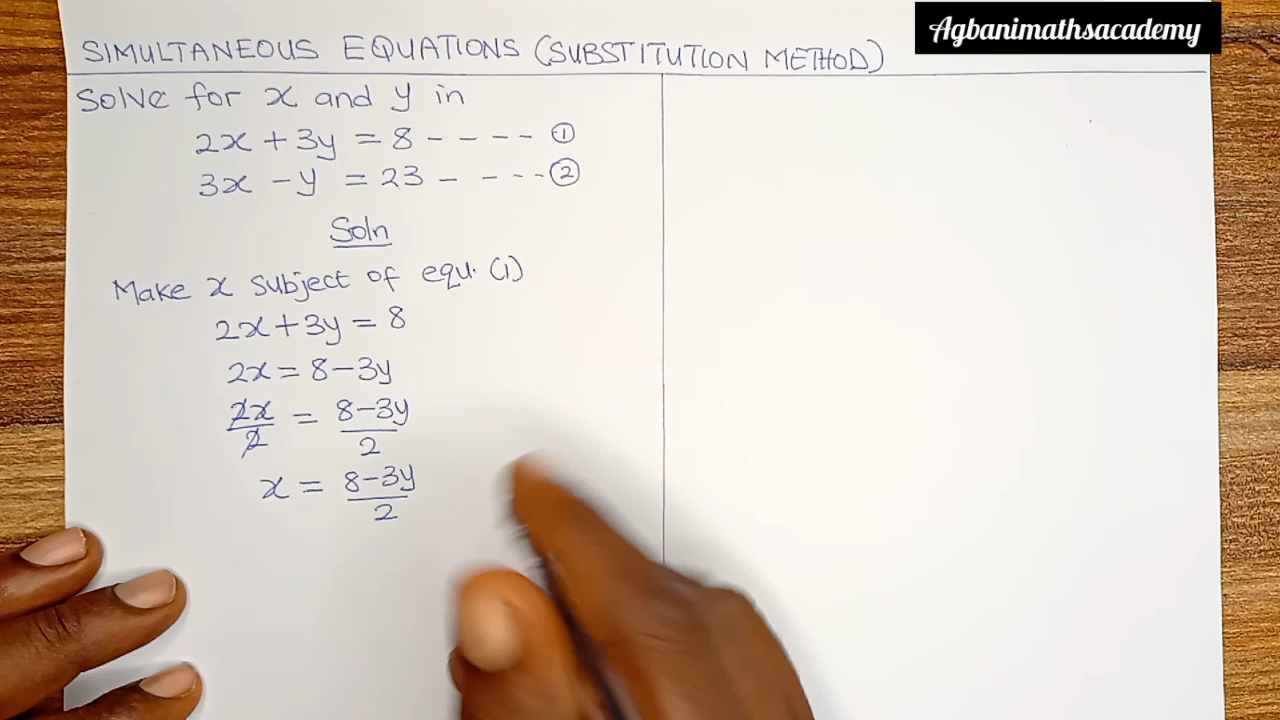 Agbanimathsacademy
SIMULTANEOUS EQUATIONS (SUBSTITUTION METHOD)
Solve for x and y in
2x + 3y = 8 - - - - ①
3x - y = 23 - - - - ②
Soln
Make x subject of equ. (1)
2x + 3y = 8
2x = 8 - 3y
2x/2 = 8-3y/2
x = 8-3y/2